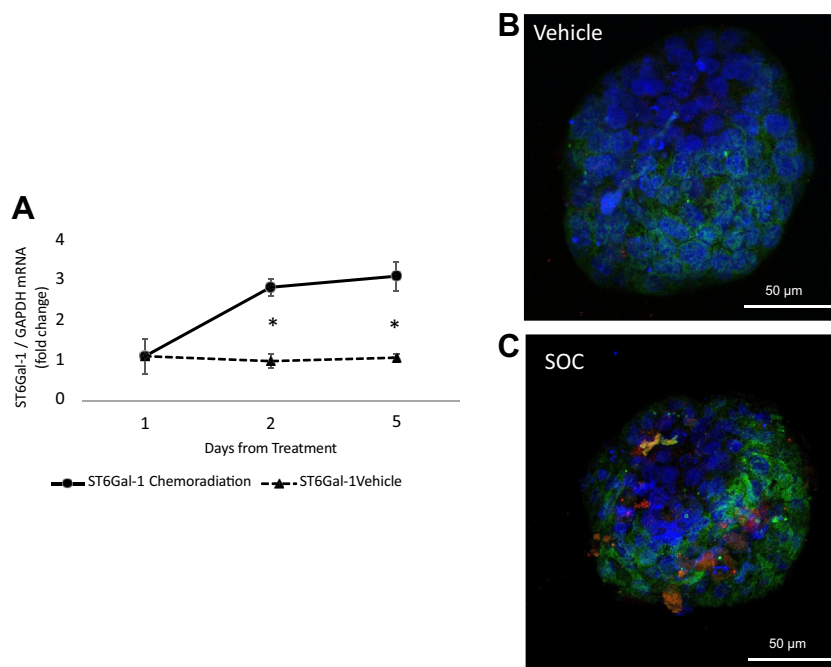 A
ST6Gal-1 / GAPDH mRNA
(fold change)
4
3
2
1
0
*
*
1
2
5
Days from Treatment
ST6Gal-1 Chemoradiation
ST6Gal-1Vehicle
B
Vehicle
50 µm
C
SOC
50 µm